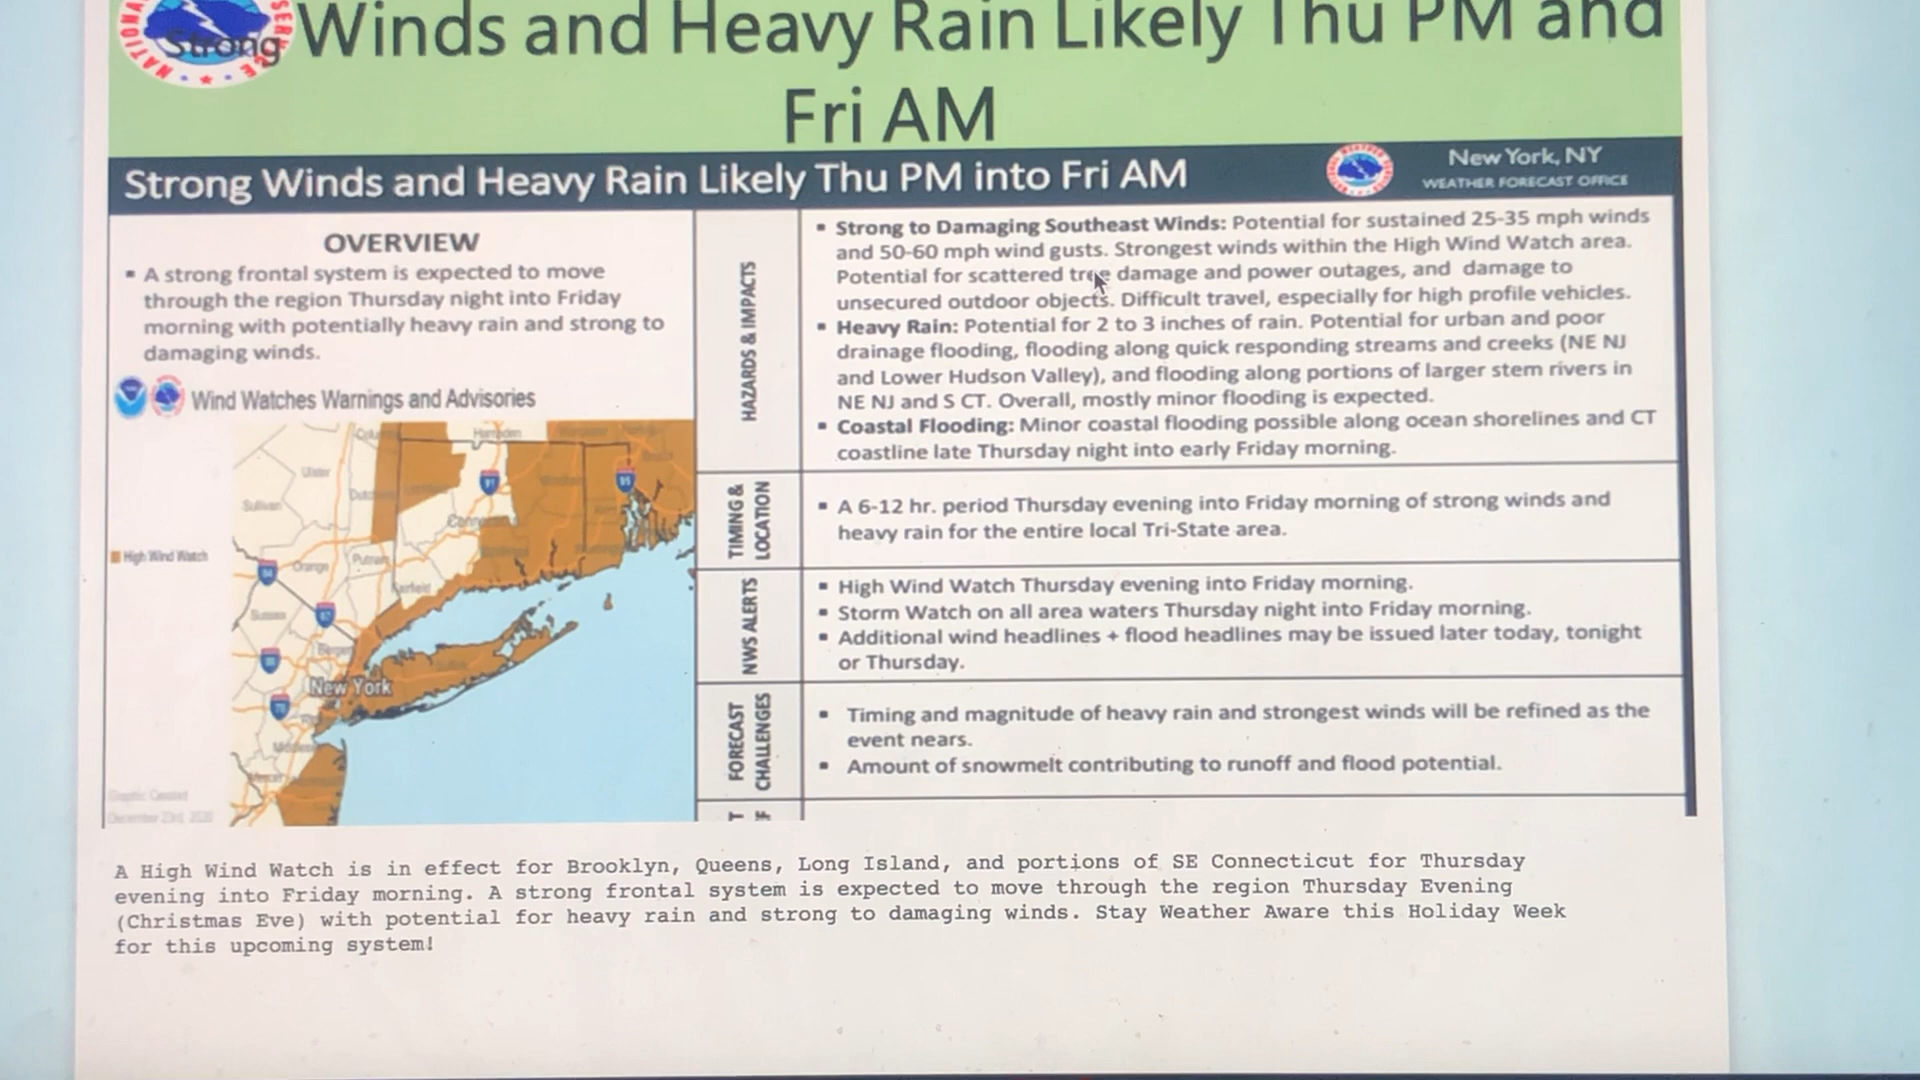 Strong Winds and Heavy Rain Likely Thu PM and
Fri AM
Strong Winds and Heavy Rain Likely Thu PM into Fri AM
New York, NY
WEATHER FORECAST OFFICE
OVERVIEW
▪ A strong frontal system is expected to move
through the region Thursday night into Friday
morning with potentially heavy rain and strong to
damaging winds.
Wind Watches Warnings and Advisories
High Wind Watch
Hampden
Ulster
Sullivan
Orange
Putnam
Fairfield
Sussex
Bergen
New York
December 23rd, 2020
HAZARDS & IMPACTS
▪ Strong to Damaging Southeast Winds: Potential for sustained 25-35 mph winds
and 50-60 mph wind gusts. Strongest winds within the High Wind Watch area.
Potential for scattered tree damage and power outages, and damage to
unsecured outdoor objects. Difficult travel, especially for high profile vehicles.
▪ Heavy Rain: Potential for 2 to 3 inches of rain. Potential for urban and poor
drainage flooding, flooding along quick responding streams and creeks (NE NJ
and Lower Hudson Valley), and flooding along portions of larger stem rivers in
NE NJ and S CT. Overall, mostly minor flooding is expected.
▪ Coastal Flooding: Minor coastal flooding possible along ocean shorelines and CT
coastline late Thursday night into early Friday morning.
TIMING &
LOCATION
▪ A 6-12 hr. period Thursday evening into Friday morning of strong winds and
heavy rain for the entire local Tri-State area.
NWS ALERTS
▪ High Wind Watch Thursday evening into Friday morning.
▪ Storm Watch on all area waters Thursday night into Friday morning.
▪ Additional wind headlines + flood headlines may be issued later today, tonight
or Thursday.
FORECAST
CHALLENGES
▪ Timing and magnitude of heavy rain and strongest winds will be refined as the
event nears.
▪ Amount of snowmelt contributing to runoff and flood potential.
A High Wind Watch is in effect for Brooklyn, Queens, Long Island, and portions of SE Connecticut for Thursday
evening into Friday morning. A strong frontal system is expected to move through the region Thursday Evening
(Christmas Eve) with potential for heavy rain and strong to damaging winds. Stay Weather Aware this Holiday Week
for this upcoming system!